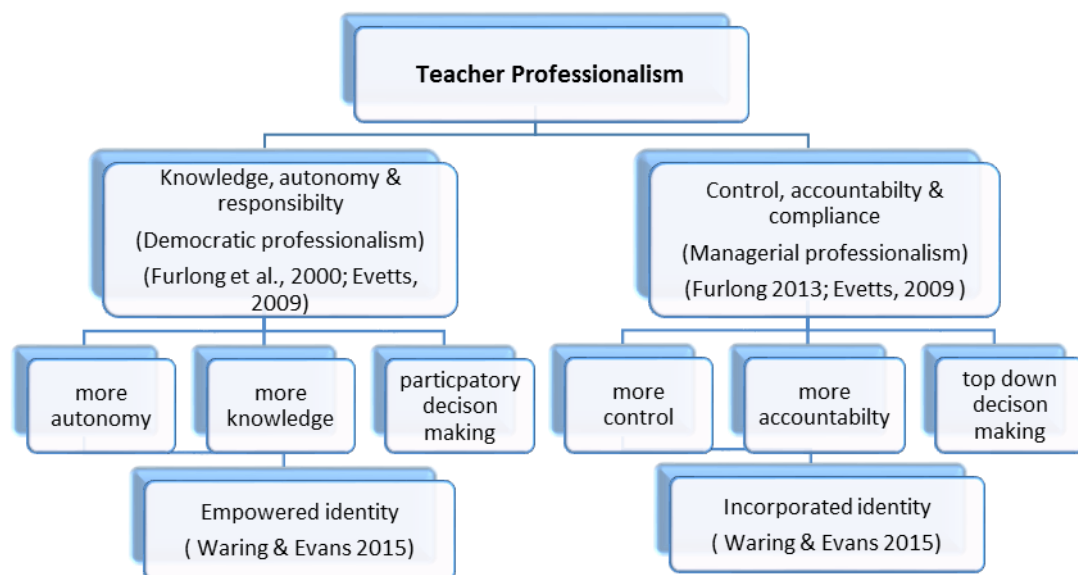 Teacher Professionalism
Knowledge, autonomy &
responsibilty
(Democratic professionalism)
(Furlong et al., 2000; Evetts,
2009)
Control, accountabilty &
compliance
(Managerial professionalism)
(Furlong 2013; Evetts, 2009 )
more
autonomy
more
knowledge
particpatory
decison
making
more
control
more
accountabilty
top down
decison
making
Empowered identity
( Waring & Evans 2015)
Incorporated identity
( Waring & Evans 2015)